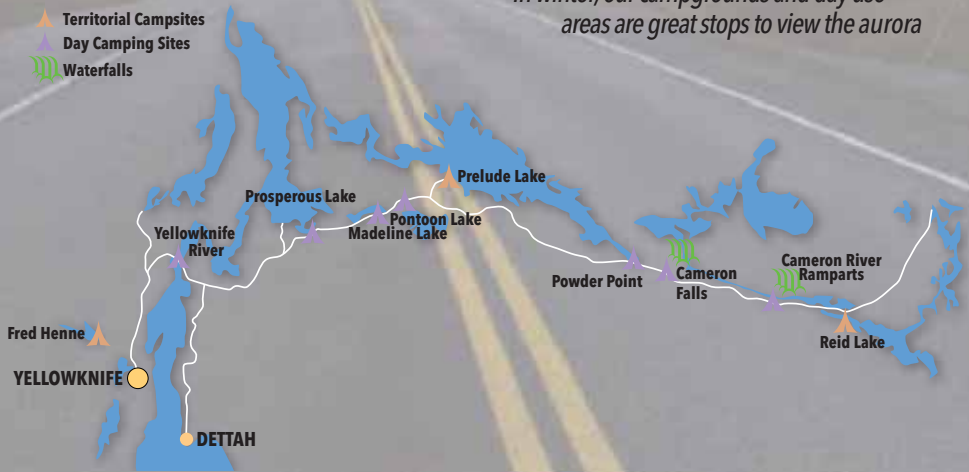 in winter, our campgrounds and day use
areas are great stops to view the aurora
Territorial Campsites
Day Camping Sites
Waterfalls
Prelude Lake
Prosperous Lake
Pontoon Lake
Madeline Lake
Yellowknife
River
Cameron River
Ramparts
Powder Point
Cameron
Falls
Fred Henne
Reid Lake
YELLOWKNIFE
DETTAH